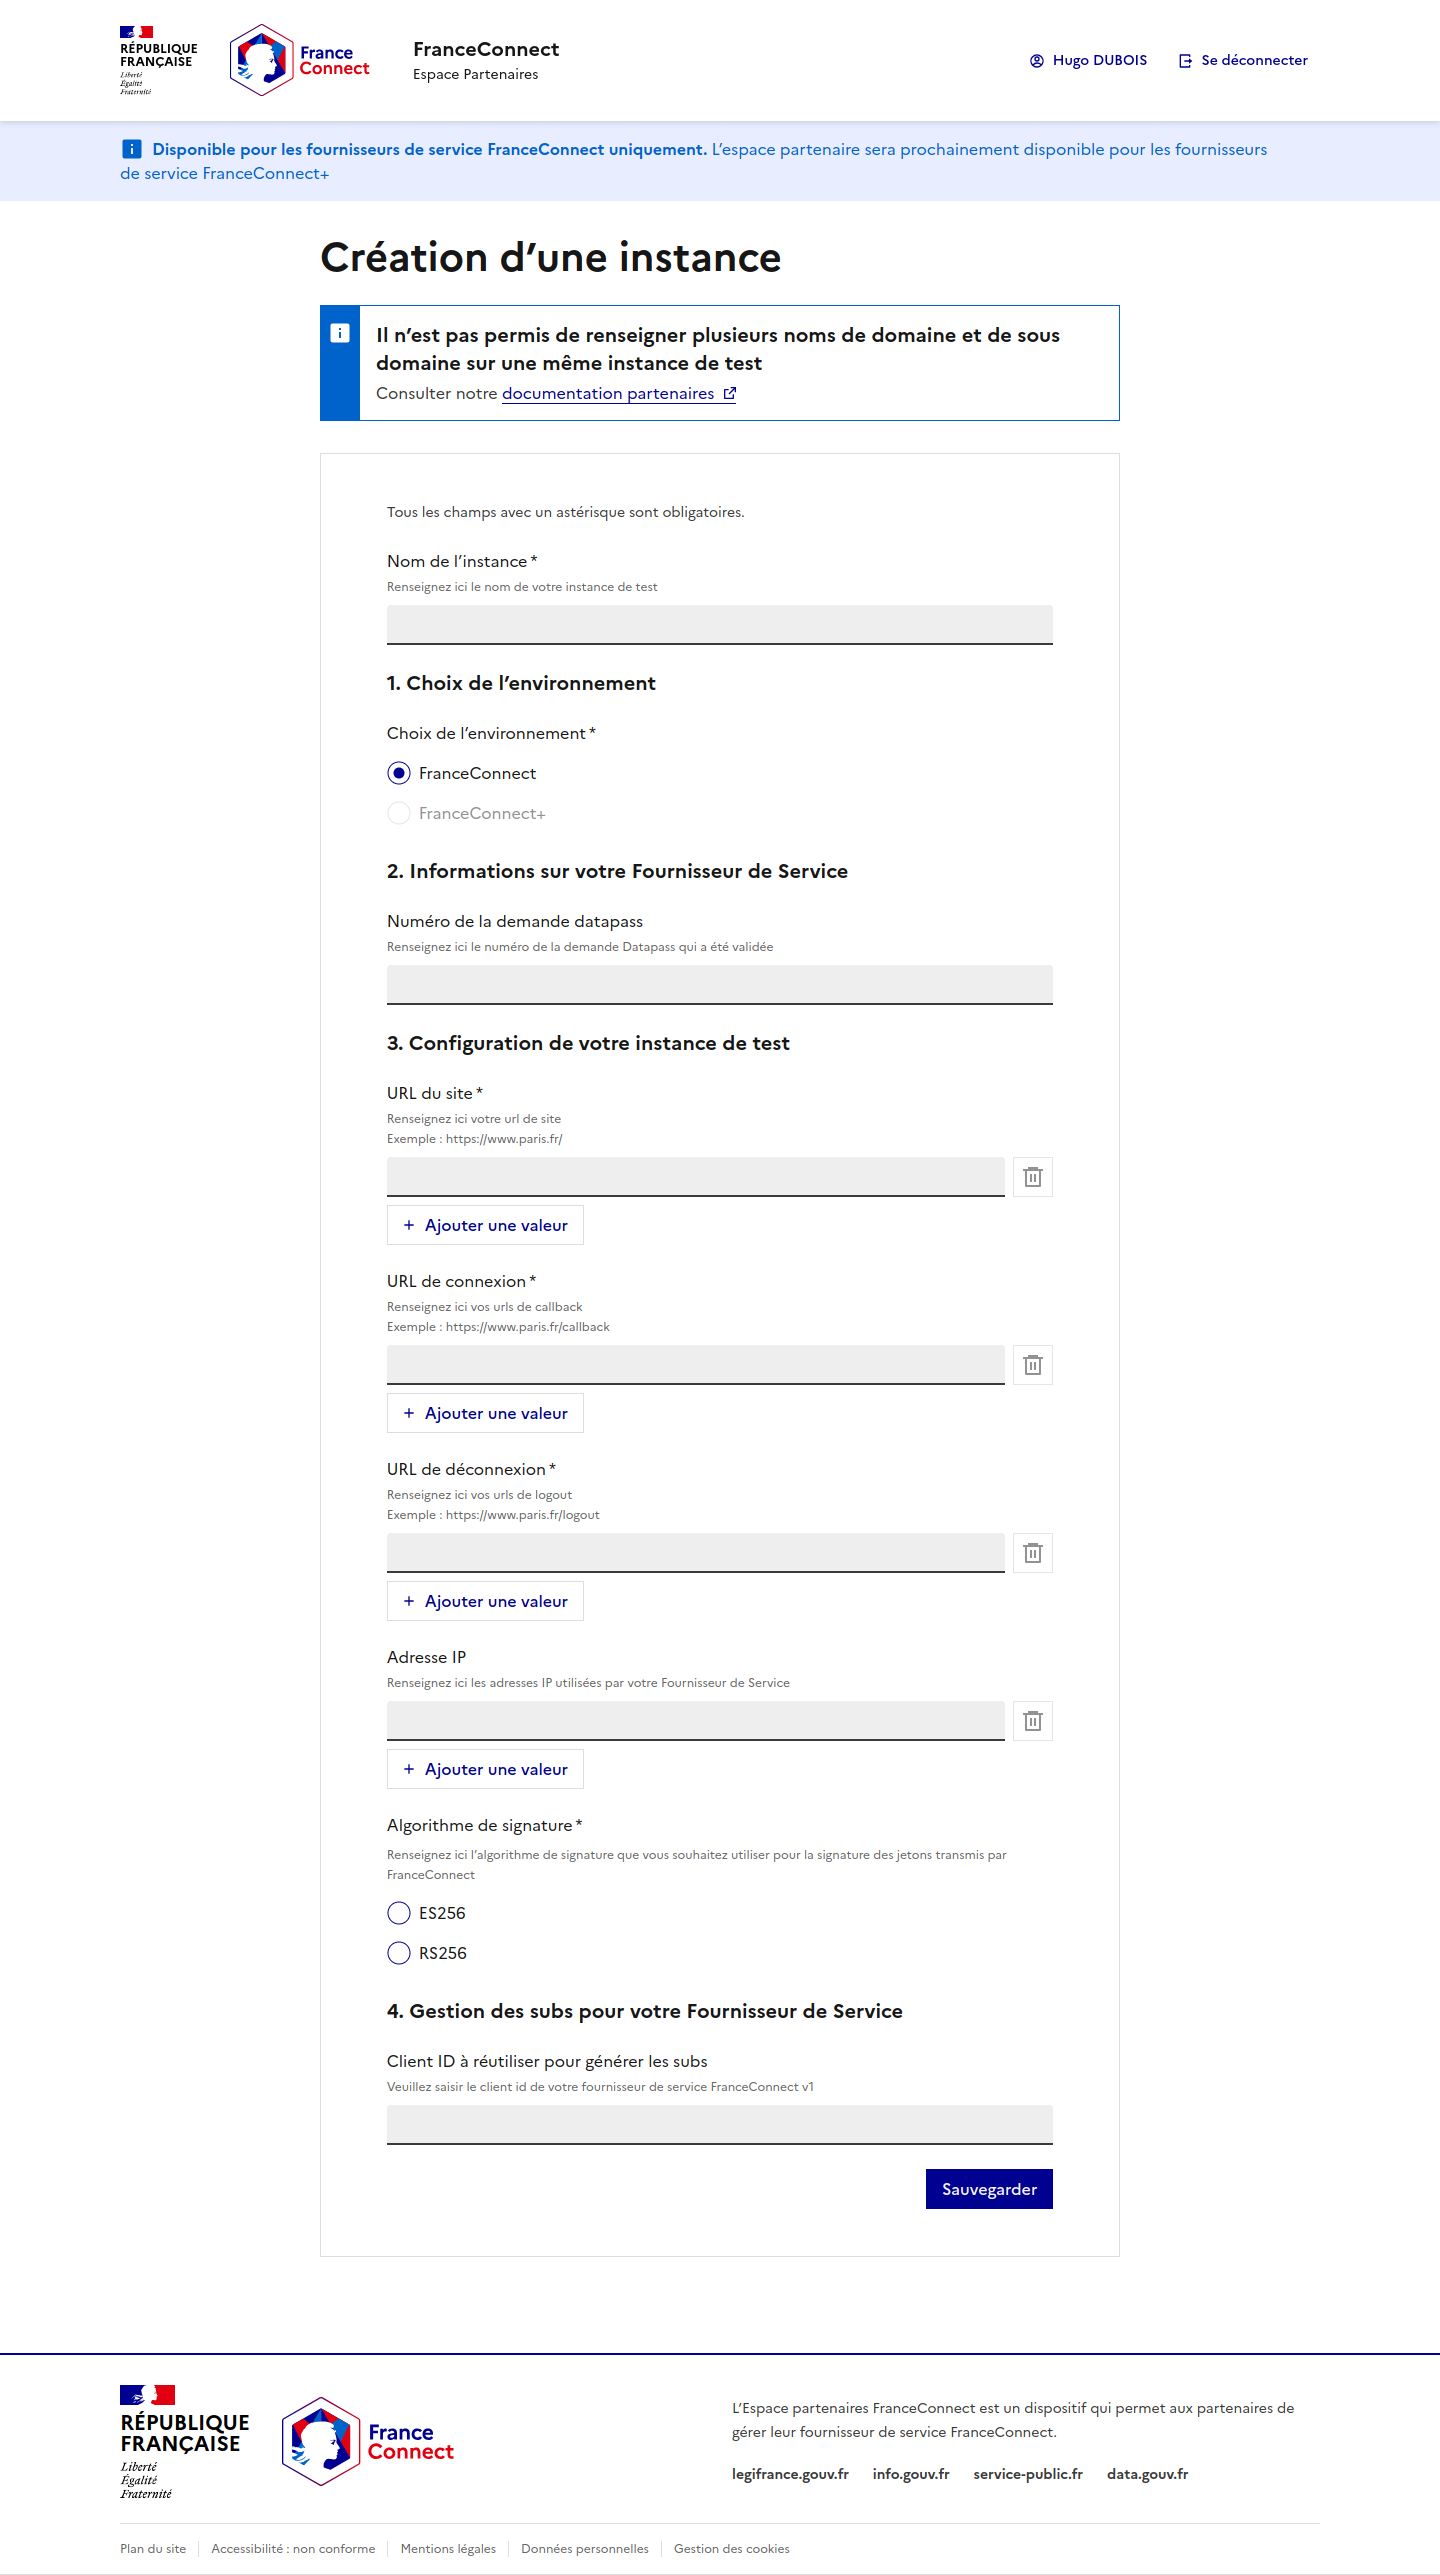 RÉPUBLIQUE
FRANÇAISE
Liberté
Égalité
Fraternité
France
Connect
FranceConnect
Espace Partenaires
Hugo DUBOIS
Se déconnecter
Disponible pour les fournisseurs de service FranceConnect uniquement. L’espace partenaire sera prochainement disponible pour les fournisseurs
de service FranceConnect+
Création d’une instance
Il n’est pas permis de renseigner plusieurs noms de domaine et de sous
domaine sur une même instance de test
Consulter notre documentation partenaires
Tous les champs avec un astérisque sont obligatoires.
Nom de l’instance *
Renseignez ici le nom de votre instance de test
1. Choix de l’environnement
Choix de l’environnement *
FranceConnect
FranceConnect+
2. Informations sur votre Fournisseur de Service
Numéro de la demande datapass
Renseignez ici le numéro de la demande Datapass qui a été validée
3. Configuration de votre instance de test
URL du site *
Renseignez ici votre url de site
Exemple : https://www.paris.fr/
+ Ajouter une valeur
URL de connexion *
Renseignez ici vos urls de callback
Exemple : https://www.paris.fr/callback
+ Ajouter une valeur
URL de déconnexion *
Renseignez ici vos urls de logout
Exemple : https://www.paris.fr/logout
+ Ajouter une valeur
Adresse IP
Renseignez ici les adresses IP utilisées par votre Fournisseur de Service
+ Ajouter une valeur
Algorithme de signature *
Renseignez ici l’algorithme de signature que vous souhaitez utiliser pour la signature des jetons transmis par
FranceConnect
ES256
RS256
4. Gestion des subs pour votre Fournisseur de Service
Client ID à réutiliser pour générer les subs
Veuillez saisir le client id de votre fournisseur de service FranceConnect v1
Sauvegarder
RÉPUBLIQUE
FRANÇAISE
Liberté
Égalité
Fraternité
France
Connect
L’Espace partenaires FranceConnect est un dispositif qui permet aux partenaires de
gérer leur fournisseur de service FranceConnect.
legifrance.gouv.fr info.gouv.fr service-public.fr data.gouv.fr
Plan du site Accessibilité : non conforme Mentions légales Données personnelles Gestion des cookies